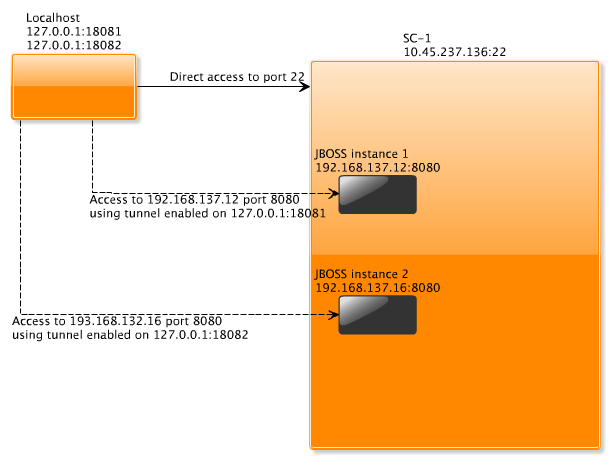 Localhost
127.0.0.1:18081
127.0.0.1:18082
SC-1
10.45.237.136:22
Direct access to port 22
JBOSS instance 1
192.168.137.12:8080
Access to 192.168.137.12 port 8080
using tunnel enabled on 127.0.0.1:18081
JBOSS instance 2
192.168.137.16:8080
Access to 193.168.132.16 port 8080
using tunnel enabled on 127.0.0.1:18082